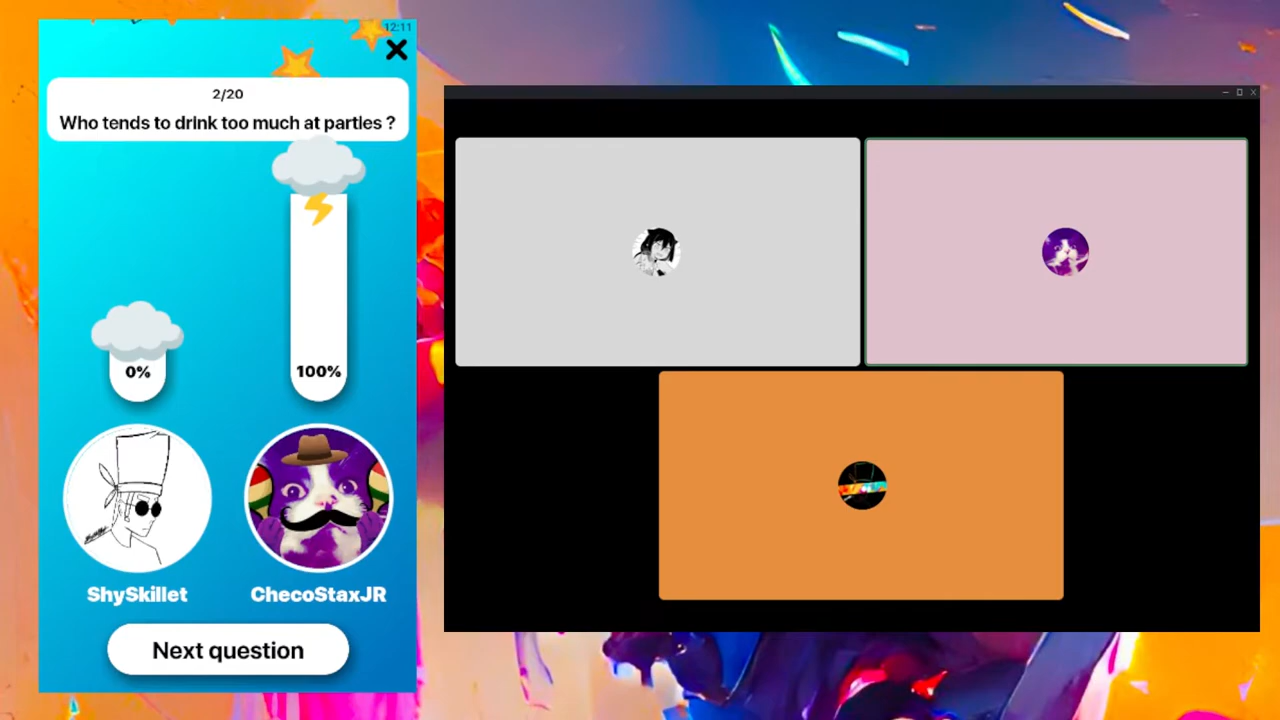 12:11
2/20
Who tends to drink too much at parties ?
0%
100%
ShySkillet
ChecoStaxJR
Next question